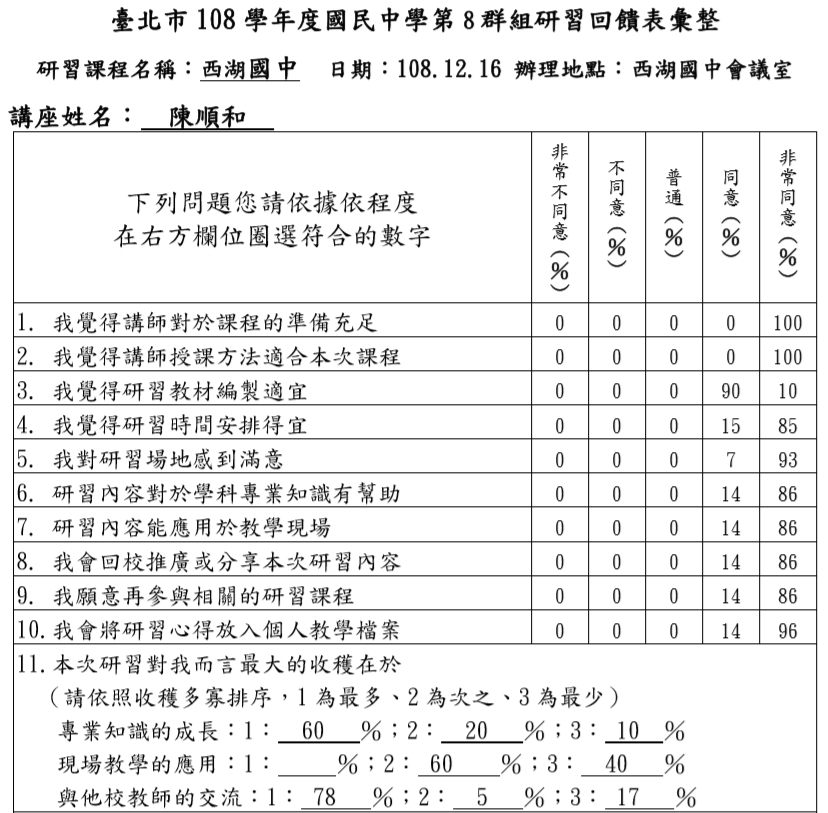 臺北市 108 學年度國民中學第 8 群組研習回饋表彙整
研習課程名稱：西湖國中 日期：108.12.16 辦理地點：西湖國中會議室
講座姓名： 陳順和
下列問題您請依據依程度
在右方欄位圈選符合的數字
非常不同意(%) 不同意(%) 普通(%) 同意(%) 非常同意(%)
1. 我覺得講師對於課程的準備充足 0 0 0 0 100
2. 我覺得講師授課方法適合本次課程 0 0 0 0 100
3. 我覺得研習教材編製適宜 0 0 0 90 10
4. 我覺得研習時間安排得宜 0 0 0 15 85
5. 我對研習場地感到滿意 0 0 0 7 93
6. 研習內容對於學科專業知識有幫助 0 0 0 14 86
7. 研習內容能應用於教學現場 0 0 0 14 86
8. 我會回校推廣或分享本次研習內容 0 0 0 14 86
9. 我願意再參與相關的研習課程 0 0 0 14 86
10. 我會將研習心得放入個人教學檔案 0 0 0 14 96
11. 本次研習對我而言最大的收穫在於
（請依照收穫多寡排序，1 為最多、2 為次之、3 為最少）
專業知識的成長：1： 60 %；2： 20 %；3： 10 %
現場教學的應用：1：____%；2： 60 %；3： 40 %
與他校教師的交流：1： 78 %；2： 5 %；3： 17 %